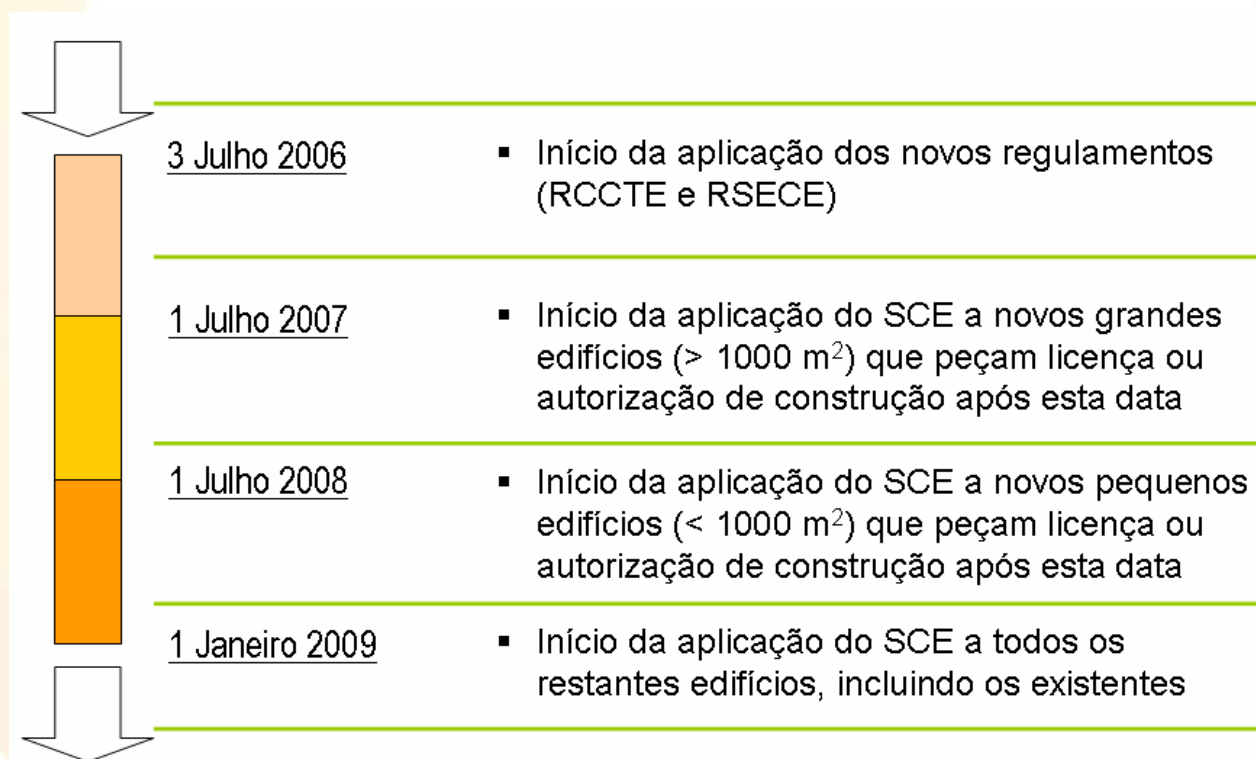 3 Julho 2006
▪ Início da aplicação dos novos regulamentos
(RCCTE e RSECE)
1 Julho 2007
▪ Início da aplicação do SCE a novos grandes
edifícios (> 1000 m²) que peçam licença ou
autorização de construção após esta data
1 Julho 2008
▪ Início da aplicação do SCE a novos pequenos
edifícios (< 1000 m²) que peçam licença ou
autorização de construção após esta data
1 Janeiro 2009
▪ Início da aplicação do SCE a todos os
restantes edifícios, incluindo os existentes